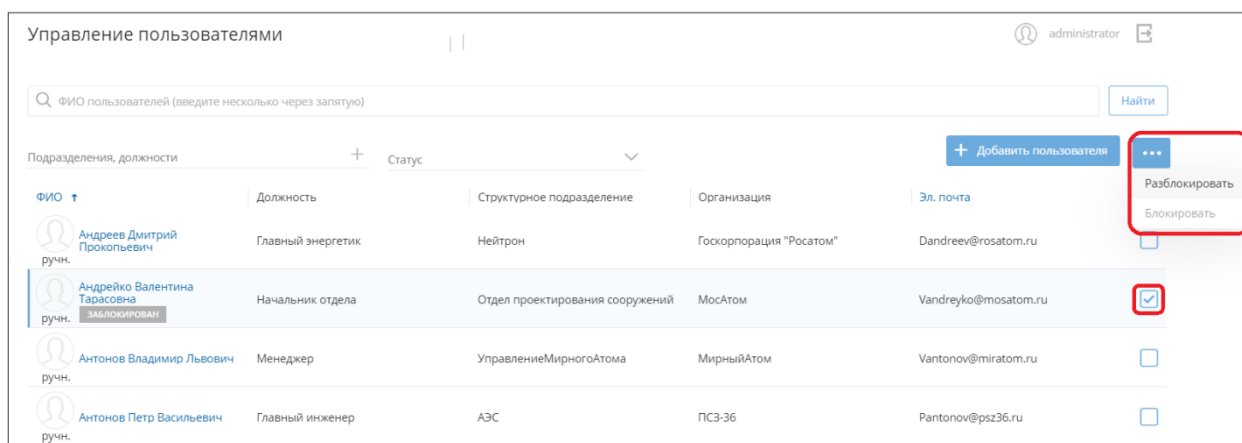 Управление пользователями
administrator
ФИО пользователей (введите несколько через запятую)
Найти
Подразделения, должности
Статус
+ Добавить пользователя
...
Разблокировать
Блокировать
ФИО ↑ Должность Структурное подразделение Организация Эл. почта
Андреев Дмитрий
Прокопьевич
ручн.
Главный энергетик Нейтрон Госкорпорация "Росатом" Dandreev@rosatom.ru
Андрейко Валентина
Тарасовна
ЗАБЛОКИРОВАН
ручн.
Начальник отдела Отдел проектирования сооружений МосАтом Vandreyko@mosatom.ru
Антонов Владимир Львович Менеджер УправлениеМирногоАтома МирныйАтом Vantonov@miratom.ru
ручн.
Антонов Петр Васильевич Главный инженер АЭС ПСЗ-36 Pantonov@psz36.ru
ручн.